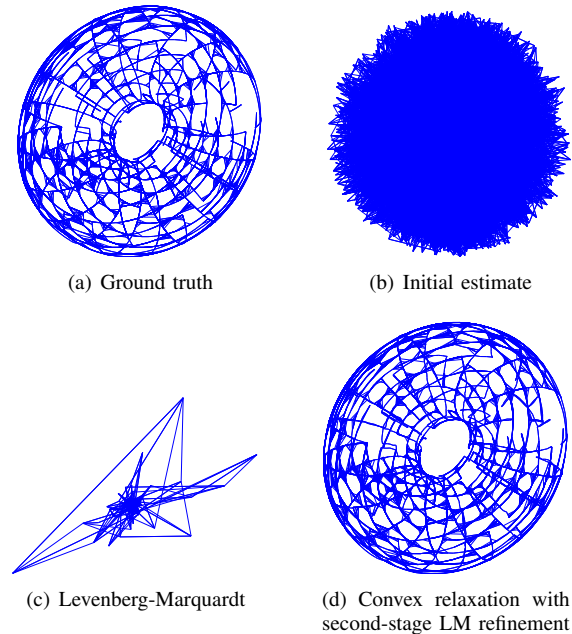 (a) Ground truth
(b) Initial estimate
(c) Levenberg-Marquardt
(d) Convex relaxation with
second-stage LM refinement